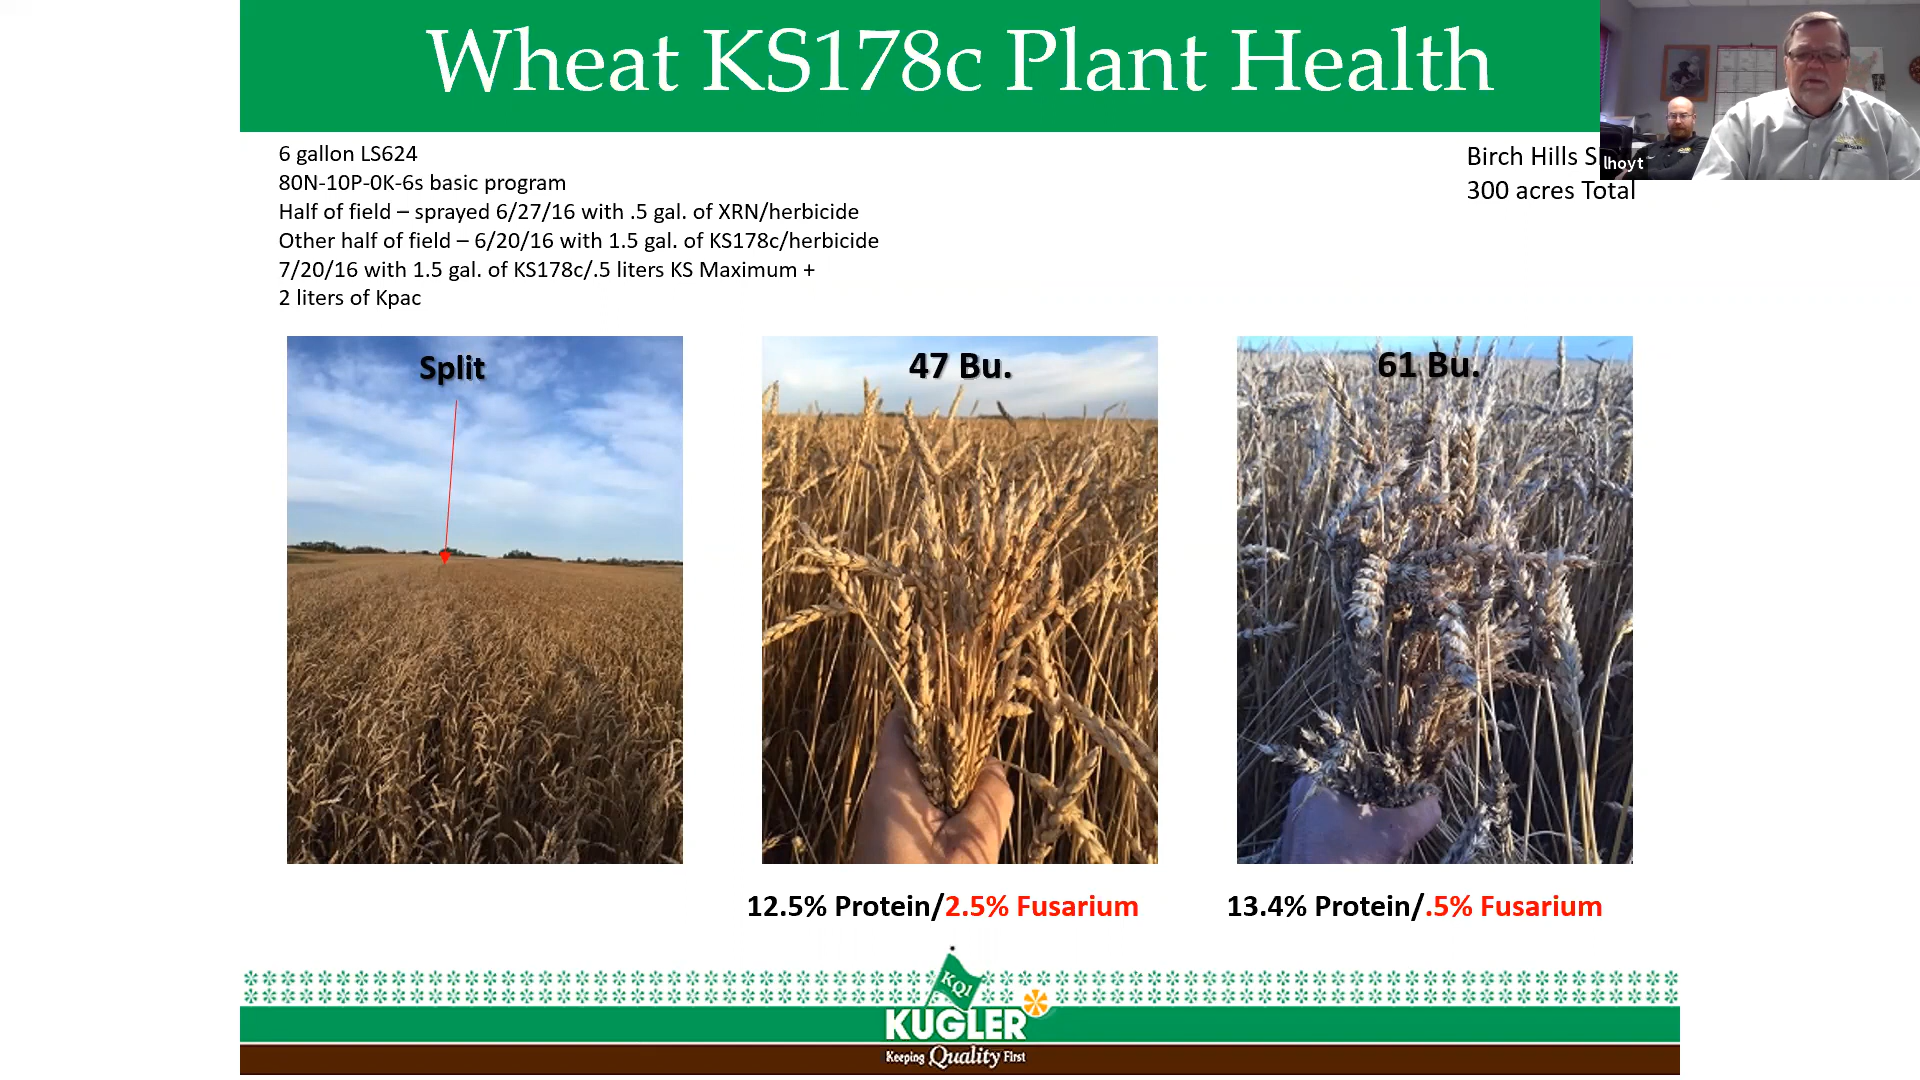 Wheat KS178c Plant Health
6 gallon LS624
80N-10P-0K-6s basic program
Half of field – sprayed 6/27/16 with .5 gal. of XRN/herbicide
Other half of field – 6/20/16 with 1.5 gal. of KS178c/herbicide
7/20/16 with 1.5 gal. of KS178c/.5 liters KS Maximum +
2 liters of Kpac
Birch Hills
300 acres Total
lhoyt
Split
47 Bu.
61 Bu.
12.5% Protein/2.5% Fusarium
13.4% Protein/.5% Fusarium
KQI
KUGLER
Keeping Quality First